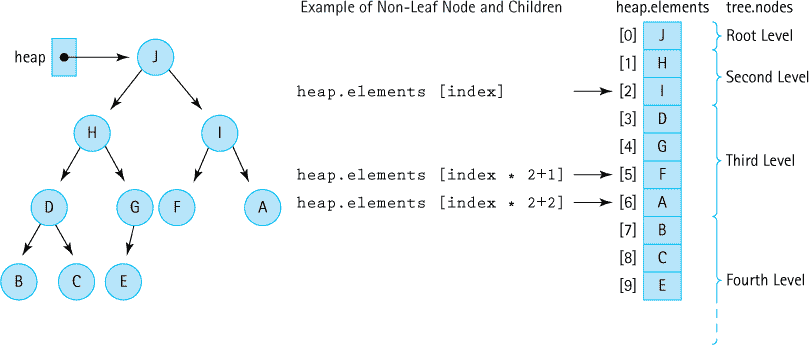 Example of Non-Leaf Node and Children heap.elements tree.nodes
[0] J Root Level
heap J
[1] H
Second Level
heap.elements [index] [2] I
[3] D
H I
[4] G
Third Level
heap.elements [index * 2+1] [5] F
heap.elements [index * 2+2] [6] A
D G F A
[7] B
[8] C
B C E
[9] E
Fourth Level